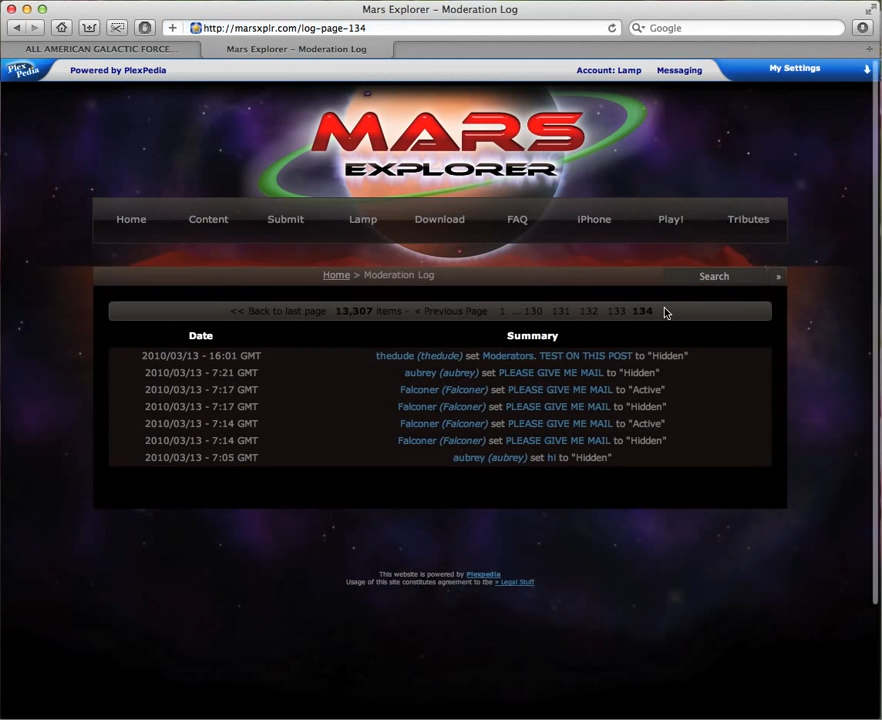 Mars Explorer – Moderation Log
http://marsxplr.com/log-page-134
Google
ALL AMERICAN GALACTIC FORCE...
Mars Explorer – Moderation Log
Plex Pedia
Powered by PlexPedia
Account: Lamp
Messaging
My Settings
MARS
EXPLORER
Home
Content
Submit
Lamp
Download
FAQ
iPhone
Play!
Tributes
Home > Moderation Log
Search »
<< Back to last page 13,307 items - « Previous Page 1 ... 130 131 132 133 134
Date Summary
2010/03/13 - 16:01 GMT thedude (thedude) set Moderators. TEST ON THIS POST to "Hidden"
2010/03/13 - 7:21 GMT aubrey (aubrey) set PLEASE GIVE ME MAIL to "Hidden"
2010/03/13 - 7:17 GMT Falconer (Falconer) set PLEASE GIVE ME MAIL to "Active"
2010/03/13 - 7:17 GMT Falconer (Falconer) set PLEASE GIVE ME MAIL to "Hidden"
2010/03/13 - 7:14 GMT Falconer (Falconer) set PLEASE GIVE ME MAIL to "Active"
2010/03/13 - 7:14 GMT Falconer (Falconer) set PLEASE GIVE ME MAIL to "Hidden"
2010/03/13 - 7:05 GMT aubrey (aubrey) set hi to "Hidden"
This website is powered by Plexpedia
Usage of this site constitutes agreement to the » Legal Stuff